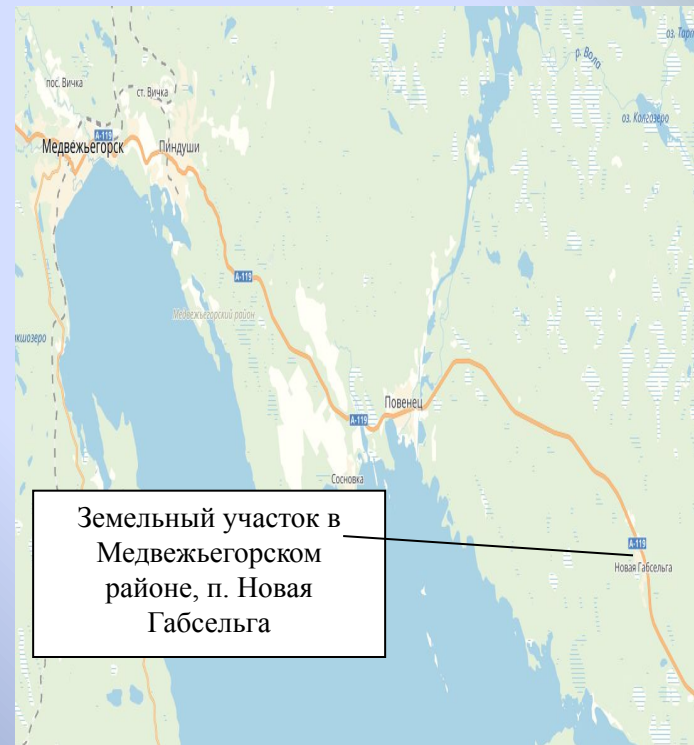 оз. Тарп
р. Вола
пос. Вичка
ст. Вичка
оз. Колгозеро
А-119
Медвежьегорск
Пиндуши
А-119
Медвежьегорский район
Повенец
А-119
Сосновка
Земельный участок в
Медвежьегорском
районе, п. Новая
Габсельга
А-119
Новая Габсельга